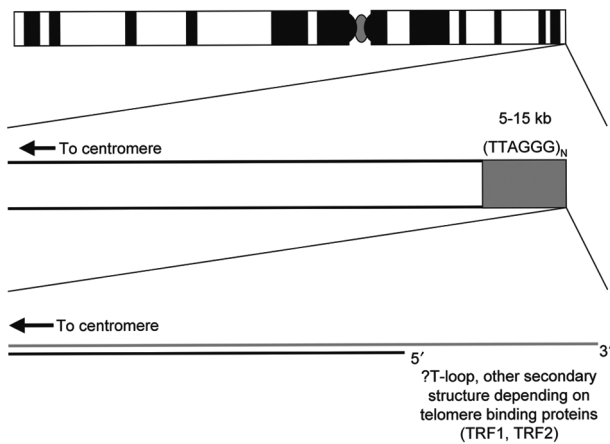 5-15 kb
(TTAGGG)N
To centromere
To centromere
5′
3′
?T-loop, other secondary
structure depending on
telomere binding proteins
(TRF1, TRF2)